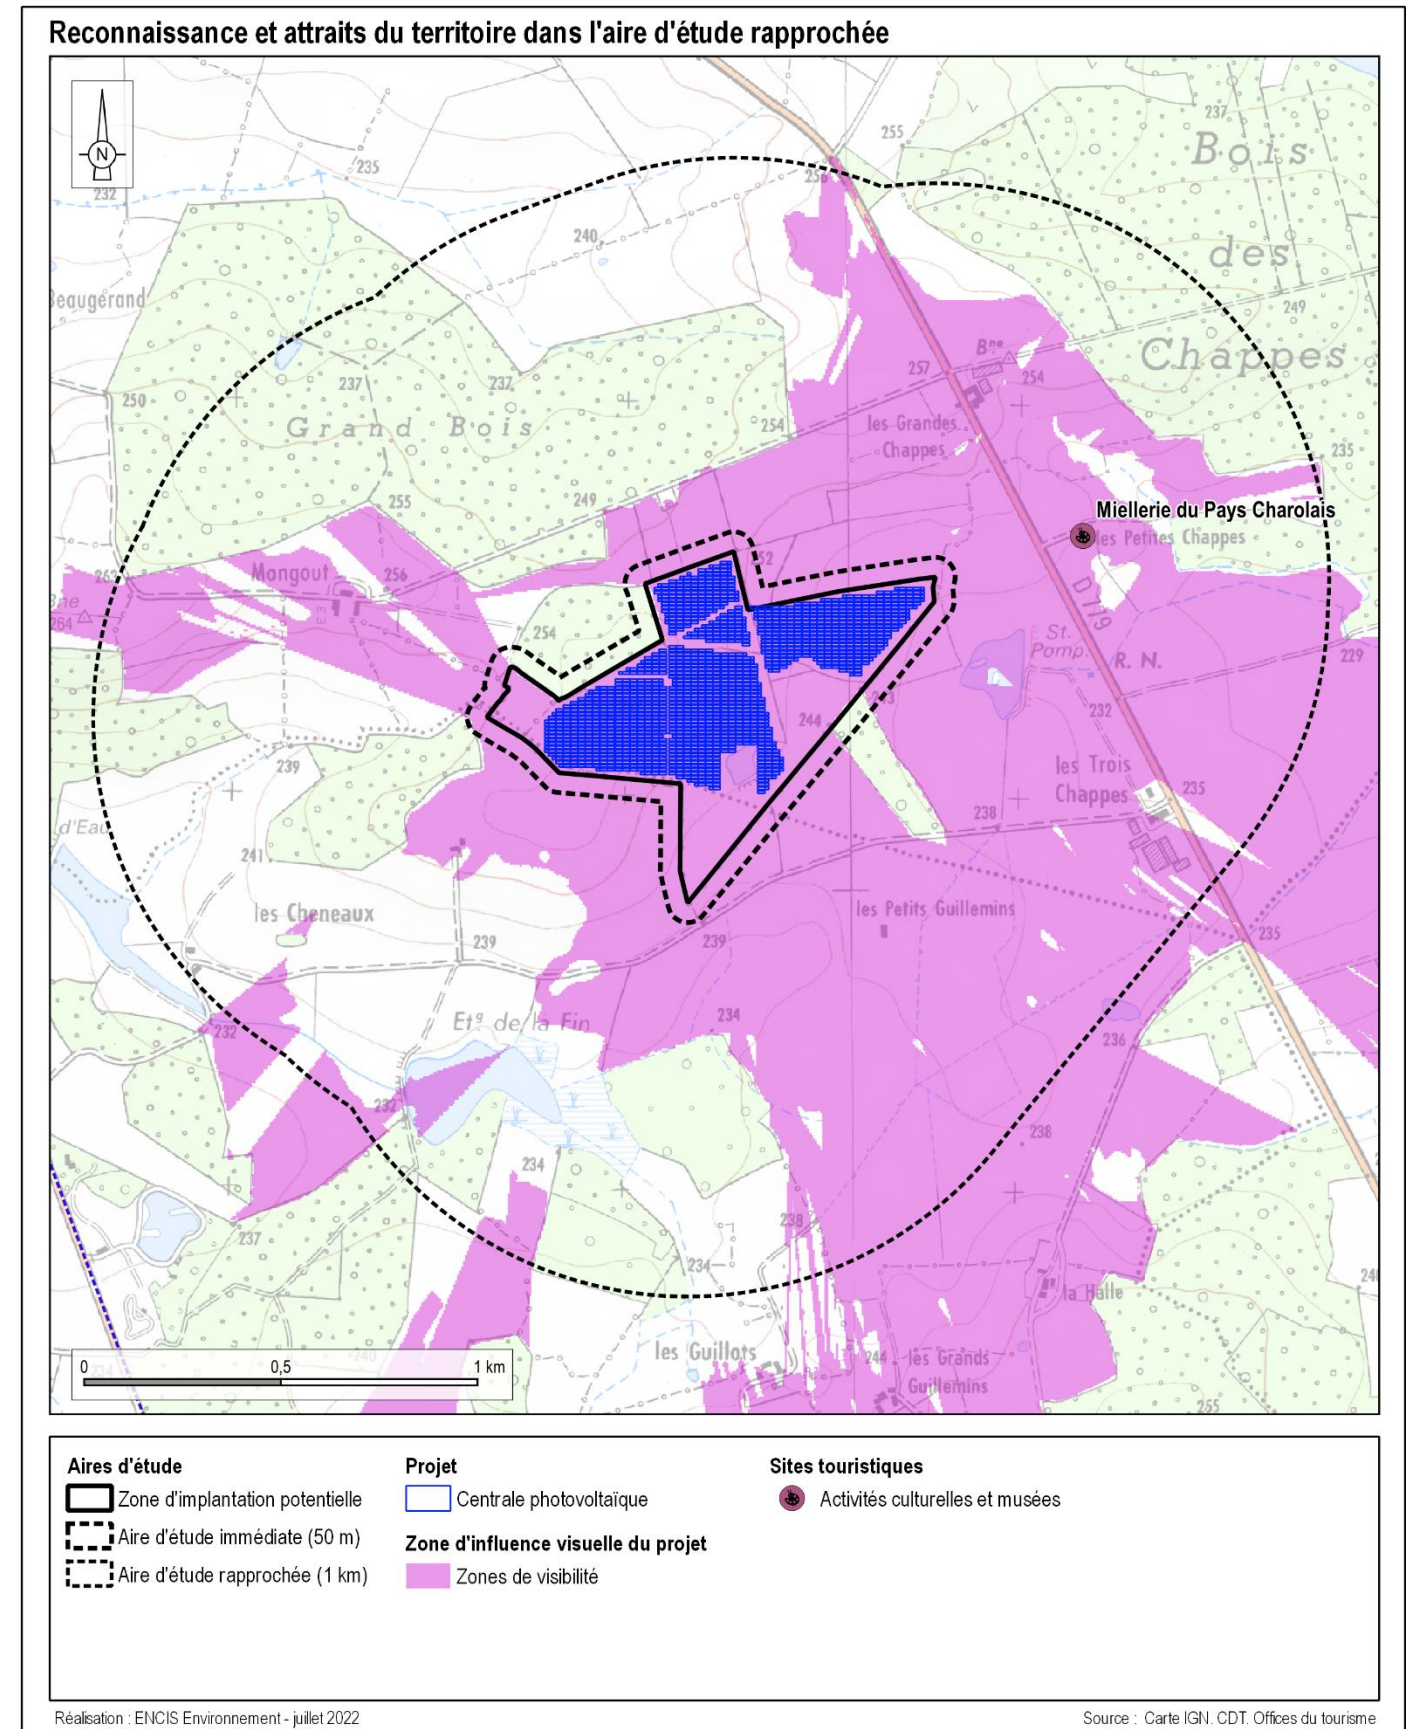 Reconnaissance et attraits du territoire dans l'aire d'étude rapprochée
N
255
237
Bois
256
235
232
240
des
249
Beaugérand
Chappes
Bne
257
254
237
237
250
Grand Bois
254
les Grandes
Chappes
235
255
249
Miellerie du Pays Charolais
les Petites Chappes
252
Mangout
256
263
264
254
D 779
St.
Pomp.
R. N.
229
243
244
232
239
les Trois
Chappes
235
238
d'Eau
241
les Cheneaux
les Petits Guillemins
239
239
235
Etg de la Fin
234
232
236
232
238
234
238
237
234
la Halle
240
les Guillots
244
les Grands
Guillemins
255
0 0,5 1 km
Aires d'étude
Zone d'implantation potentielle
Aire d'étude immédiate (50 m)
Aire d'étude rapprochée (1 km)
Projet
Centrale photovoltaïque
Zone d'influence visuelle du projet
Zones de visibilité
Sites touristiques
Activités culturelles et musées
Réalisation : ENCIS Environnement - juillet 2022
Source : Carte IGN. CDT. Offices du tourisme